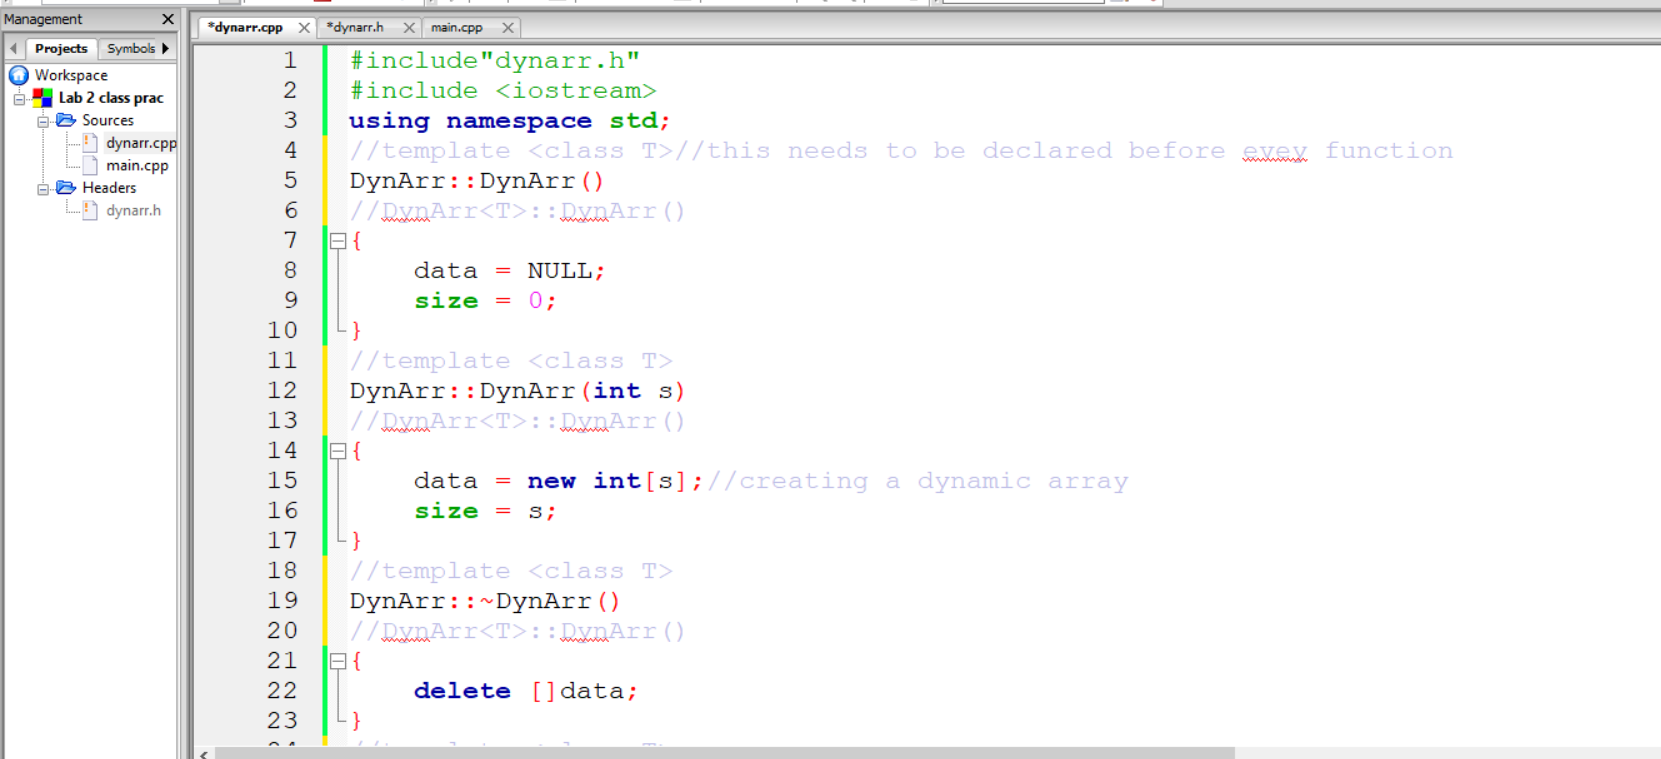 Management
Projects Symbols
Workspace
Lab 2 class prac
Sources
dynarr.cpp
main.cpp
Headers
dynarr.h
*dynarr.cpp *dynarr.h main.cpp
1 #include"dynarr.h"
2 #include <iostream>
3 using namespace std;
4 //template <class T>//this needs to be declared before evey function
5 DynArr::DynArr()
6 //DynArr<T>::DynArr()
7 {
8 data = NULL;
9 size = 0;
10 }
11 //template <class T>
12 DynArr::DynArr(int s)
13 //DynArr<T>::DynArr()
14 {
15 data = new int[s];//creating a dynamic array
16 size = s;
17 }
18 //template <class T>
19 DynArr::~DynArr()
20 //DynArr<T>::DynArr()
21 {
22 delete []data;
23 }